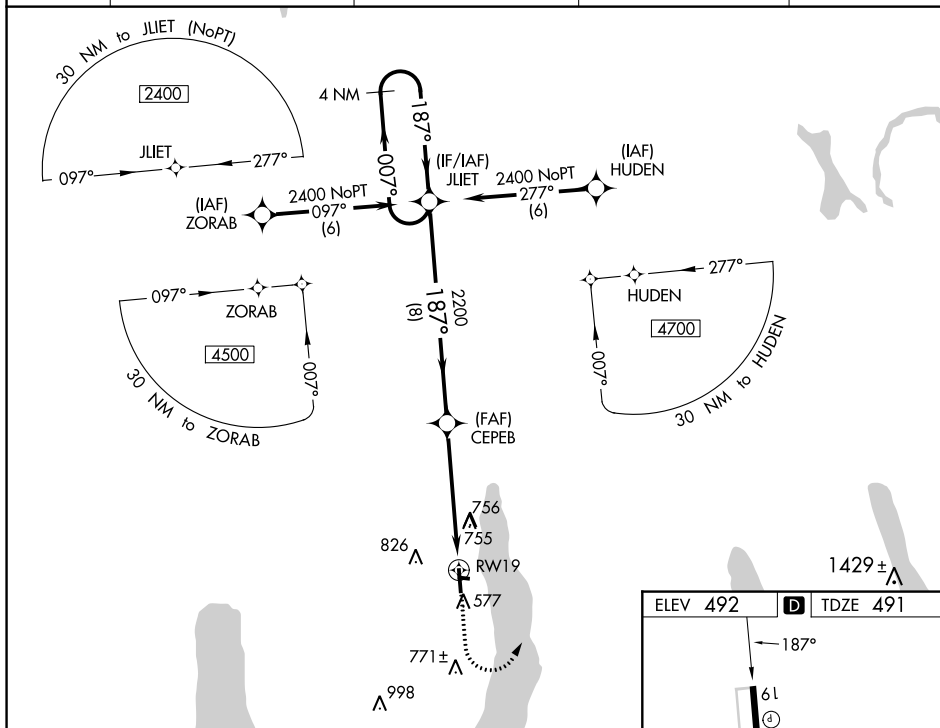 30 NM to JLIET (NoPT)
2400
JLIET
097°
277°
4 NM
187°
007°
(IF/IAF)
JLIET
(IAF)
ZORAB
2400 NoPT
097°
(6)
2400 NoPT
277°
(6)
(IAF)
HUDEN
097°
ZORAB
4500
007°
30 NM to ZORAB
2200
187°
(8)
277°
HUDEN
4700
007°
30 NM to HUDEN
(FAF)
CEPEB
756
755
826
RW19
577
771±
998
1429±
ELEV 492 D TDZE 491
187°
19
P